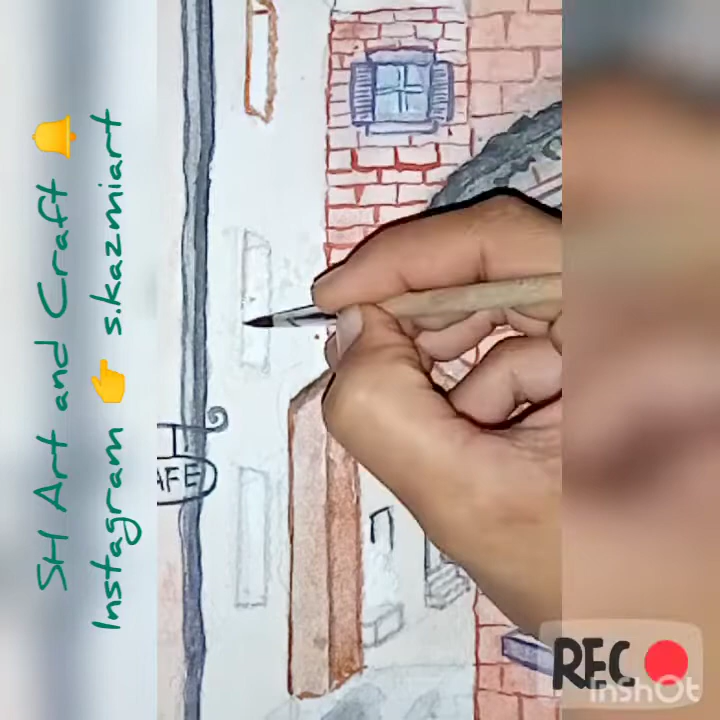 SH Art and Craft 🔔
Instagram 👉 s.kazmiart
AFE
REC
InShOt